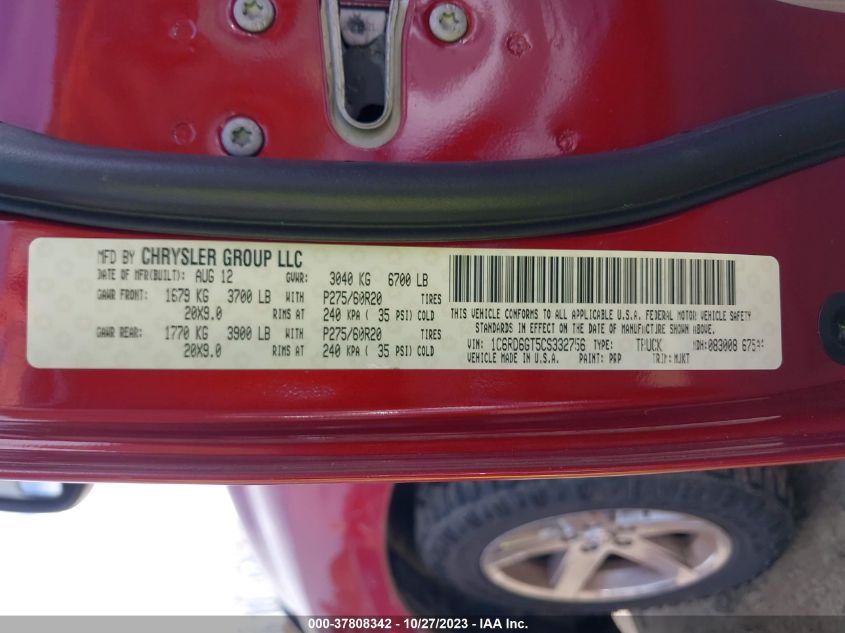 MFD BY CHRYSLER GROUP LLC
DATE OF MFR(BUILT): AUG 12 GVWR: 3040 KG 6700 LB
GAWR FRONT: 1679 KG 3700 LB WITH P275/60R20 TIRES
20X9.0 RIMS AT 240 KPA ( 35 PSI) COLD
GAWR REAR: 1770 KG 3900 LB WITH P275/60R20 TIRES
20X9.0 RIMS AT 240 KPA ( 35 PSI) COLD
THIS VEHICLE CONFORMS TO ALL APPLICABLE U.S.A. FEDERAL MOTOR VEHICLE SAFETY
STANDARDS IN EFFECT ON THE DATE OF MANUFACTURE SHOWN ABOVE.
VIN: 1C6RD6GT5CS332756 TYPE: TRUCK MDH: 083008
VEHICLE MADE IN U.S.A. PAINT: PRP TRIM: MJXT
000-37808342 - 10/27/2023 - IAA Inc.